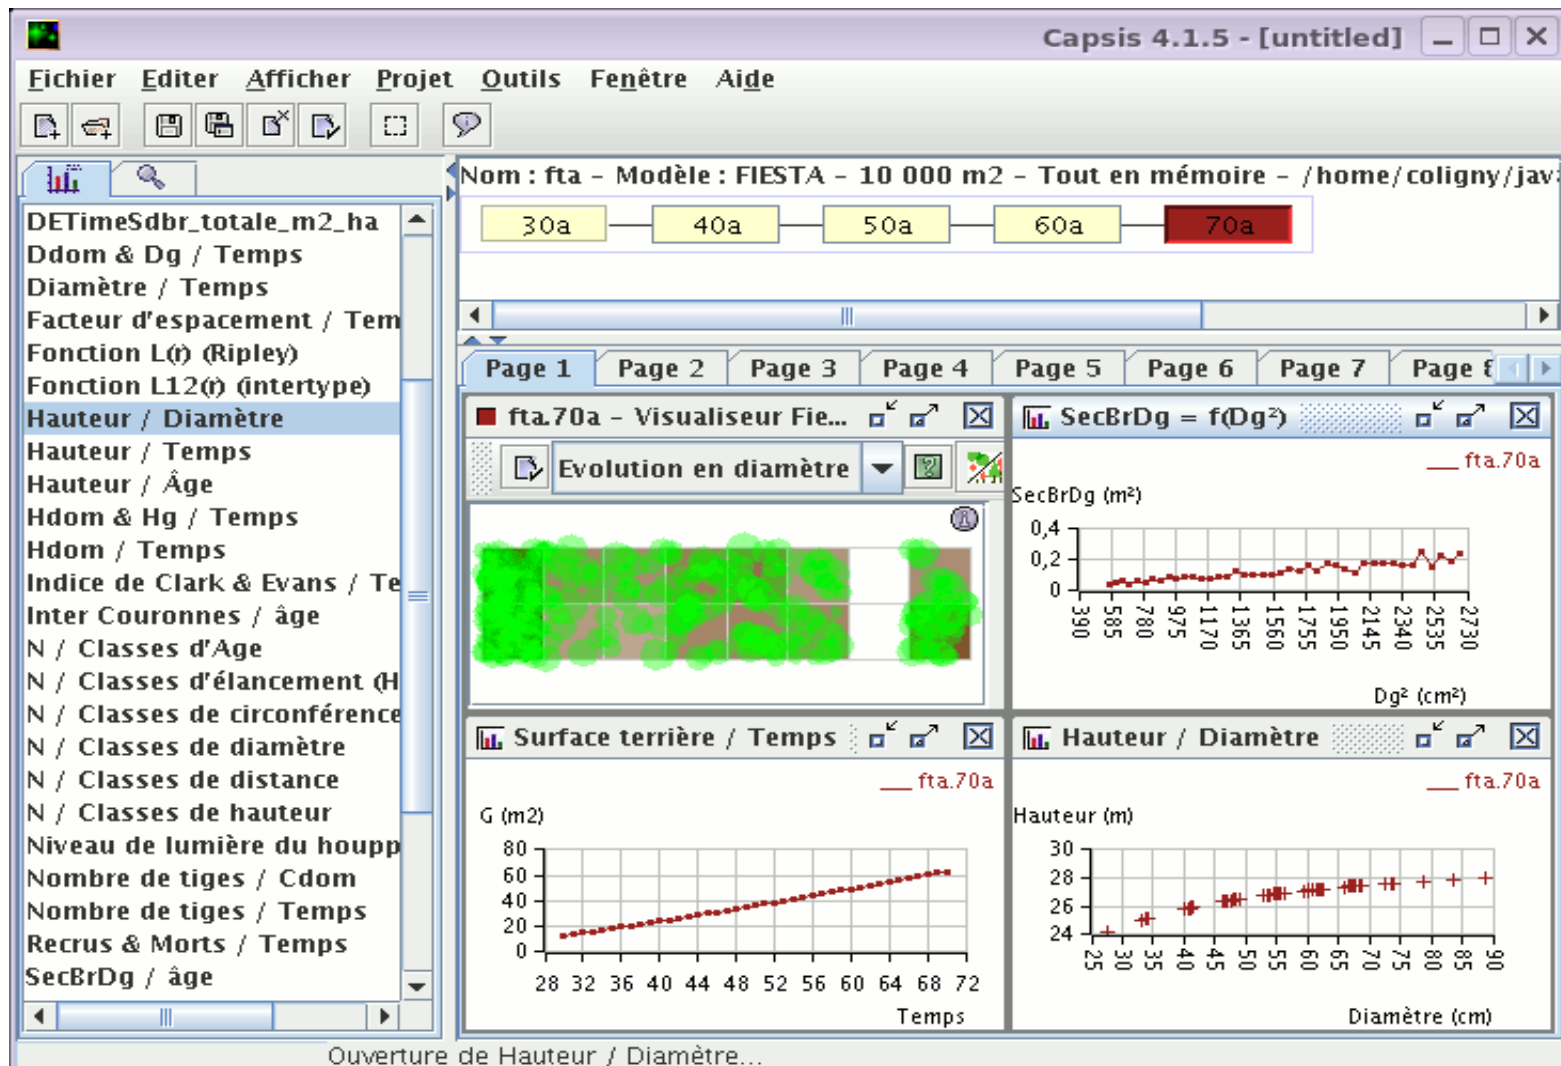 Capsis 4.1.5 - [untitled]
Fichier Editer Afficher Projet Outils Fenêtre Aide
DETimeSdbr_totale_m2_ha
Ddom & Dg / Temps
Diamètre / Temps
Facteur d'espacement / Tem
Fonction L(r) (Ripley)
Fonction L12(r) (intertype)
Hauteur / Diamètre
Hauteur / Temps
Hauteur / Âge
Hdom & Hg / Temps
Hdom / Temps
Indice de Clark & Evans / Te
Inter Couronnes / âge
N / Classes d'Age
N / Classes d'élancement (H
N / Classes de circonférence
N / Classes de diamètre
N / Classes de distance
N / Classes de hauteur
Niveau de lumière du houpp
Nombre de tiges / Cdom
Nombre de tiges / Temps
Recrus & Morts / Temps
SecBrDg / âge
Nom : fta - Modèle : FIESTA - 10 000 m2 - Tout en mémoire - /home/coligny/java
30a 40a 50a 60a 70a
Page 1 Page 2 Page 3 Page 4 Page 5 Page 6 Page 7 Page 8
fta.70a - Visualiseur Fie...
Evolution en diamètre
SecBrDg = f(Dg²)
fta.70a
SecBrDg (m²)
0,4
0,2
0
390 585 780 975 1170 1365 1560 1755 1950 2145 2340 2535 2730
Dg² (cm²)
Surface terrière / Temps
fta.70a
G (m2)
80
60
40
20
0
28 32 36 40 44 48 52 56 60 64 68 72
Temps
Hauteur / Diamètre
fta.70a
Hauteur (m)
30
28
26
24
25 30 35 40 45 50 55 60 65 70 75 80 85 90
Diamètre (cm)
Ouverture de Hauteur / Diamètre...